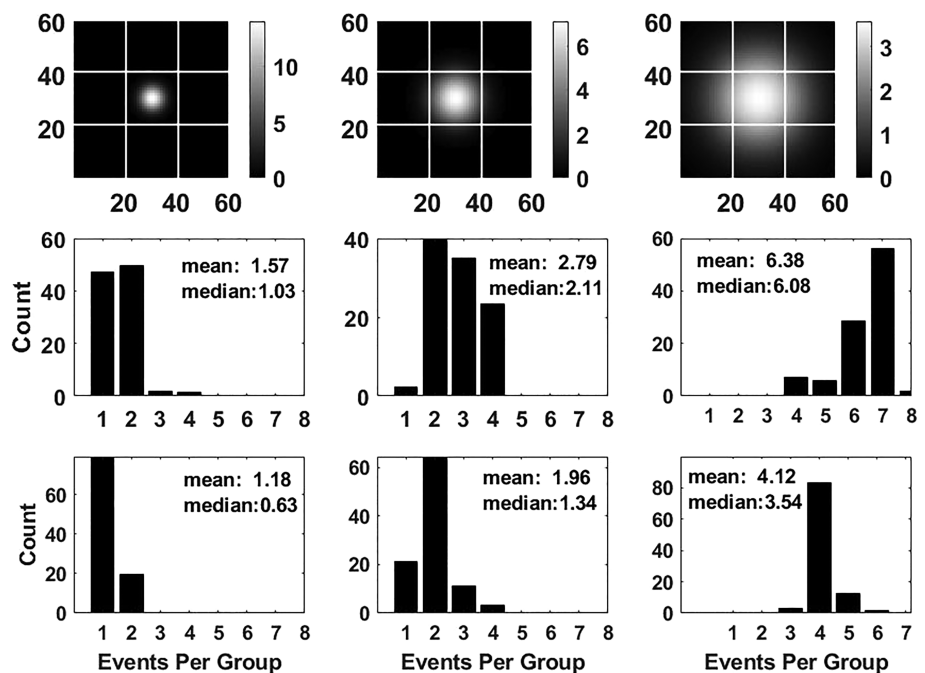 60
40
20
20 40 60
10
5
0
60
40
20
20 40 60
6
4
2
0
60
40
20
20 40 60
3
2
1
0
Count
60
40
20
0
mean: 1.57
median:1.03
1 2 3 4 5 6 7 8
40
20
0
mean: 2.79
median:2.11
1 2 3 4 5 6 7 8
60
40
20
0
mean: 6.38
median:6.08
1 2 3 4 5 6 7 8
Count
60
40
20
0
mean: 1.18
median:0.63
1 2 3 4 5 6 7 8
Events Per Group
60
40
20
0
mean: 1.96
median:1.34
1 2 3 4 5 6 7 8
Events Per Group
80
60
40
20
0
mean: 4.12
median:3.54
1 2 3 4 5 6 7
Events Per Group